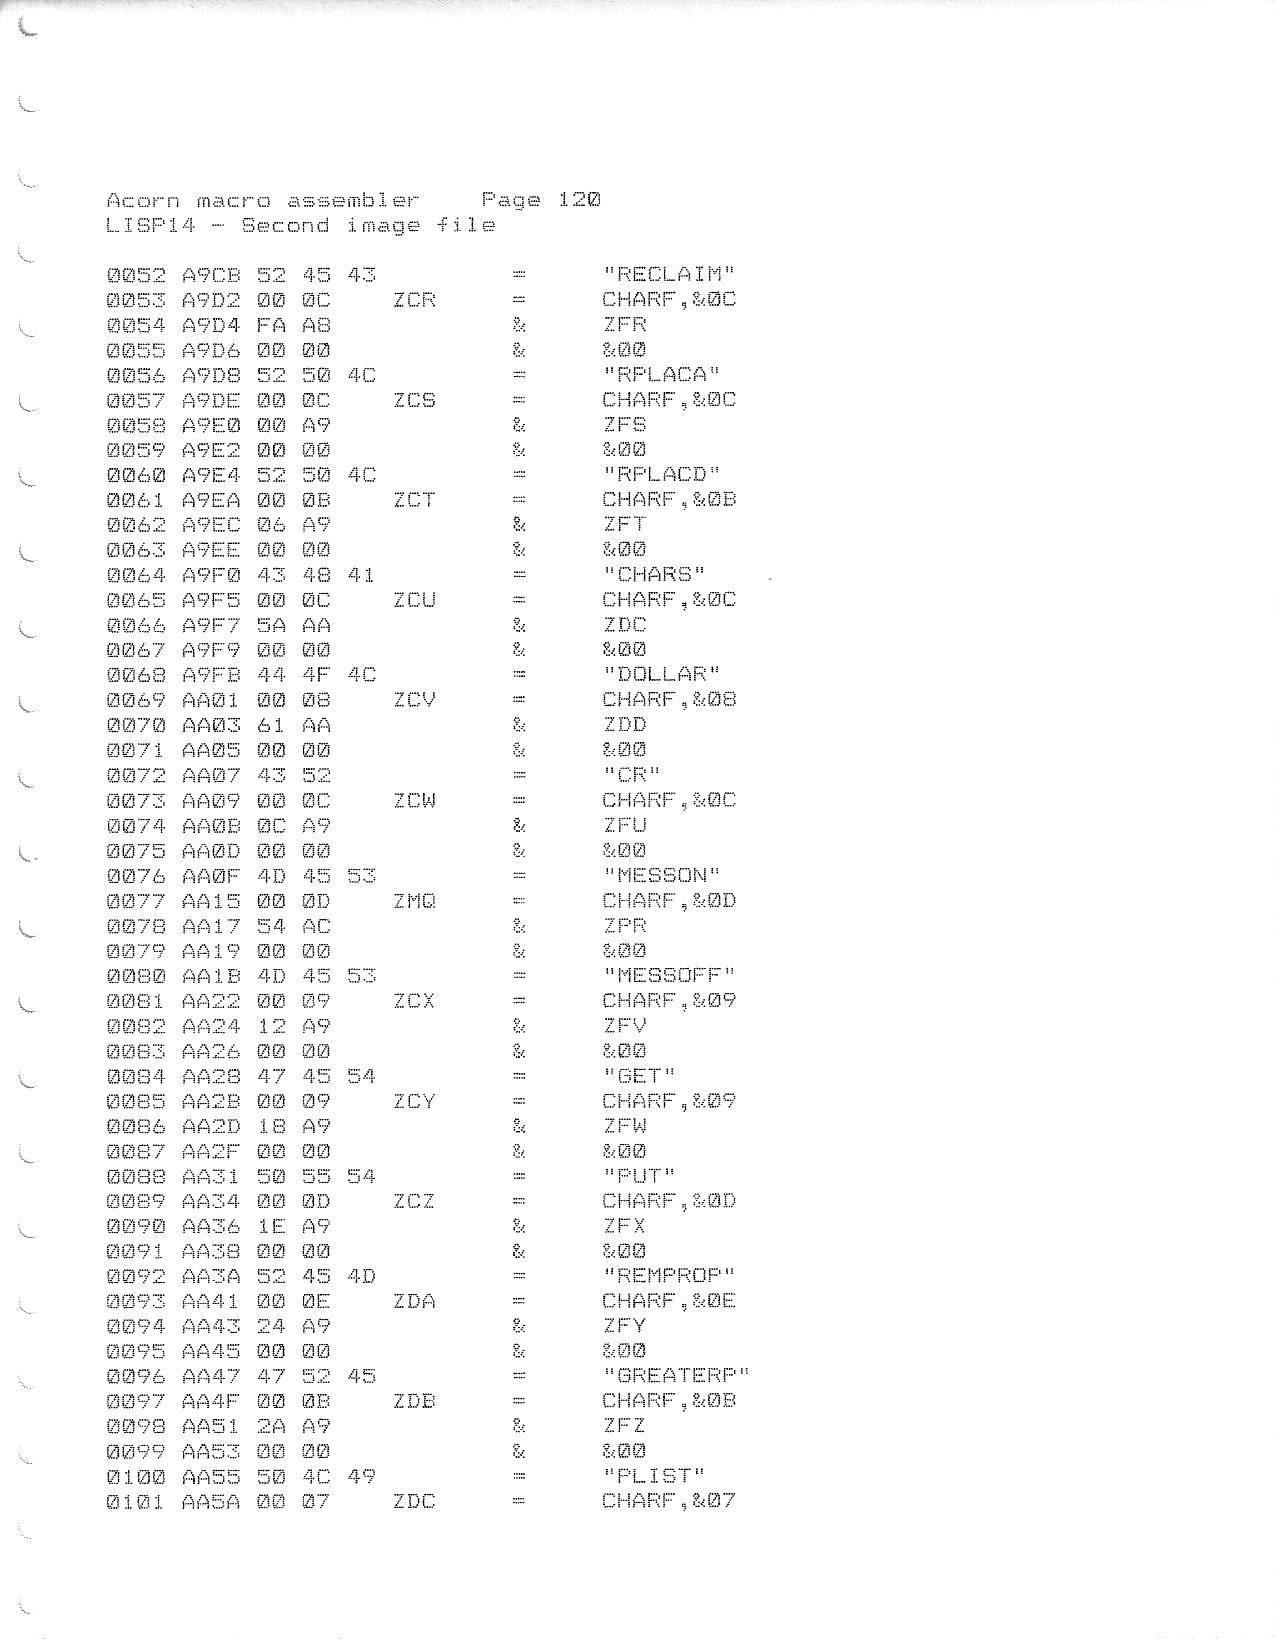 Acorn macro assembler    Page 120
LISP14 - Second image file
0052 A9CB 52 45 43         =     "RECLAIM"
0053 A9D2 00 0C     ZCR     =     CHARF,&0C
0054 A9D4 FA A8             &     ZFR
0055 A9D6 00 00             &     &00
0056 A9D8 52 50 4C         =     "RPLACA"
0057 A9DE 00 0C     ZCS     =     CHARF,&0C
0058 A9E0 00 A9             &     ZFS
0059 A9E2 00 00             &     &00
0060 A9E4 52 50 4C         =     "RPLACD"
0061 A9EA 00 0B     ZCT     =     CHARF,&0B
0062 A9EC 06 A9             &     ZFT
0063 A9EE 00 00             &     &00
0064 A9F0 43 48 41         =     "CHARS"
0065 A9F5 00 0C     ZCU     =     CHARF,&0C
0066 A9F7 5A AA             &     ZDC
0067 A9F9 00 00             &     &00
0068 A9FB 44 4F 4C         =     "DOLLAR"
0069 AA01 00 08     ZCV     =     CHARF,&08
0070 AA03 61 AA             &     ZDD
0071 AA05 00 00             &     &00
0072 AA07 43 52             =     "CR"
0073 AA09 00 0C     ZCW     =     CHARF,&0C
0074 AA0B 0C A9             &     ZFU
0075 AA0D 00 00             &     &00
0076 AA0F 4D 45 53         =     "MESSON"
0077 AA15 00 0D     ZMQ     =     CHARF,&0D
0078 AA17 54 AC             &     ZPR
0079 AA19 00 00             &     &00
0080 AA1B 4D 45 53         =     "MESSOFF"
0081 AA22 00 09     ZCX     =     CHARF,&09
0082 AA24 12 A9             &     ZFV
0083 AA26 00 00             &     &00
0084 AA28 47 45 54         =     "GET"
0085 AA2B 00 09     ZCY     =     CHARF,&09
0086 AA2D 18 A9             &     ZFW
0087 AA2F 00 00             &     &00
0088 AA31 50 55 54         =     "PUT"
0089 AA34 00 0D     ZCZ     =     CHARF,&0D
0090 AA36 1E A9             &     ZFX
0091 AA38 00 00             &     &00
0092 AA3A 52 45 4D         =     "REMPROP"
0093 AA41 00 0E     ZDA     =     CHARF,&0E
0094 AA43 24 A9             &     ZFY
0095 AA45 00 00             &     &00
0096 AA47 47 52 45         =     "GREATERP"
0097 AA4F 00 0B     ZDB     =     CHARF,&0B
0098 AA51 2A A9             &     ZFZ
0099 AA53 00 00             &     &00
0100 AA55 50 4C 49         =     "PLIST"
0101 AA5A 00 07     ZDC     =     CHARF,&07